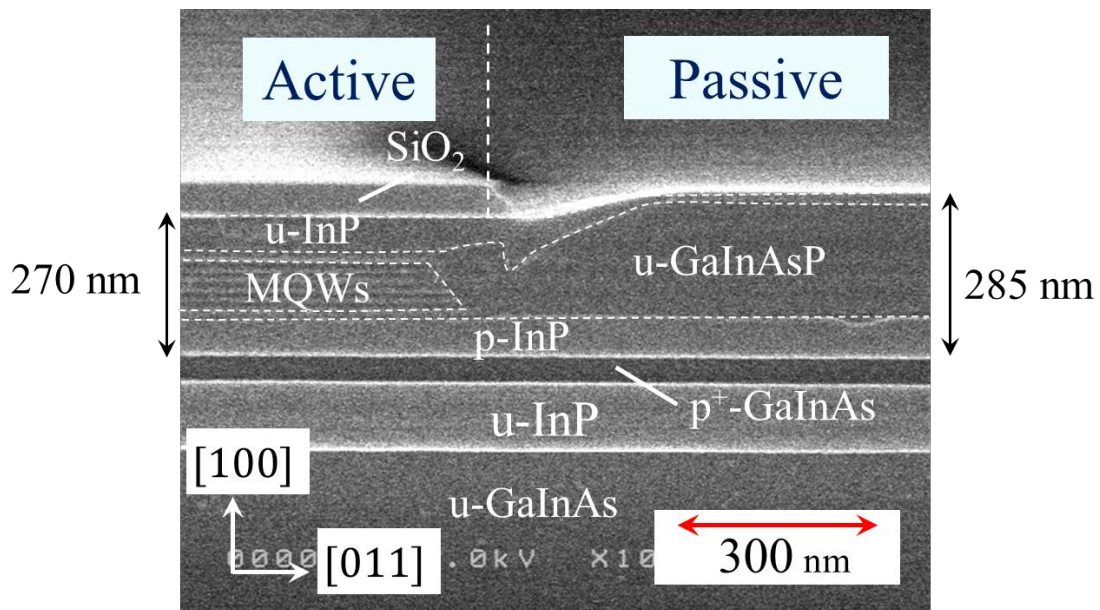 Active
Passive
SiO₂
u-InP
u-GaInAsP
270 nm
MQWs
285 nm
p-InP
p⁺-GaInAs
u-InP
[100]
u-GaInAs
300 nm
[011]
0000
.0kV
X10